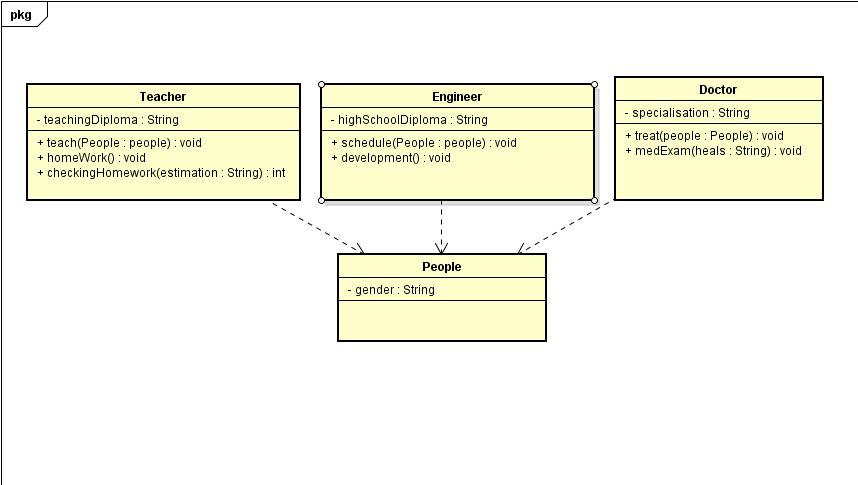 pkg
Teacher
- teachingDiploma : String
+ teach(People : people) : void
+ homeWork() : void
+ checkingHomework(estimation : String) : int
Engineer
- highSchoolDiploma : String
+ schedule(People : people) : void
+ development() : void
Doctor
- specialisation : String
+ treat(people : People) : void
+ medExam(heals : String) : void
People
- gender : String